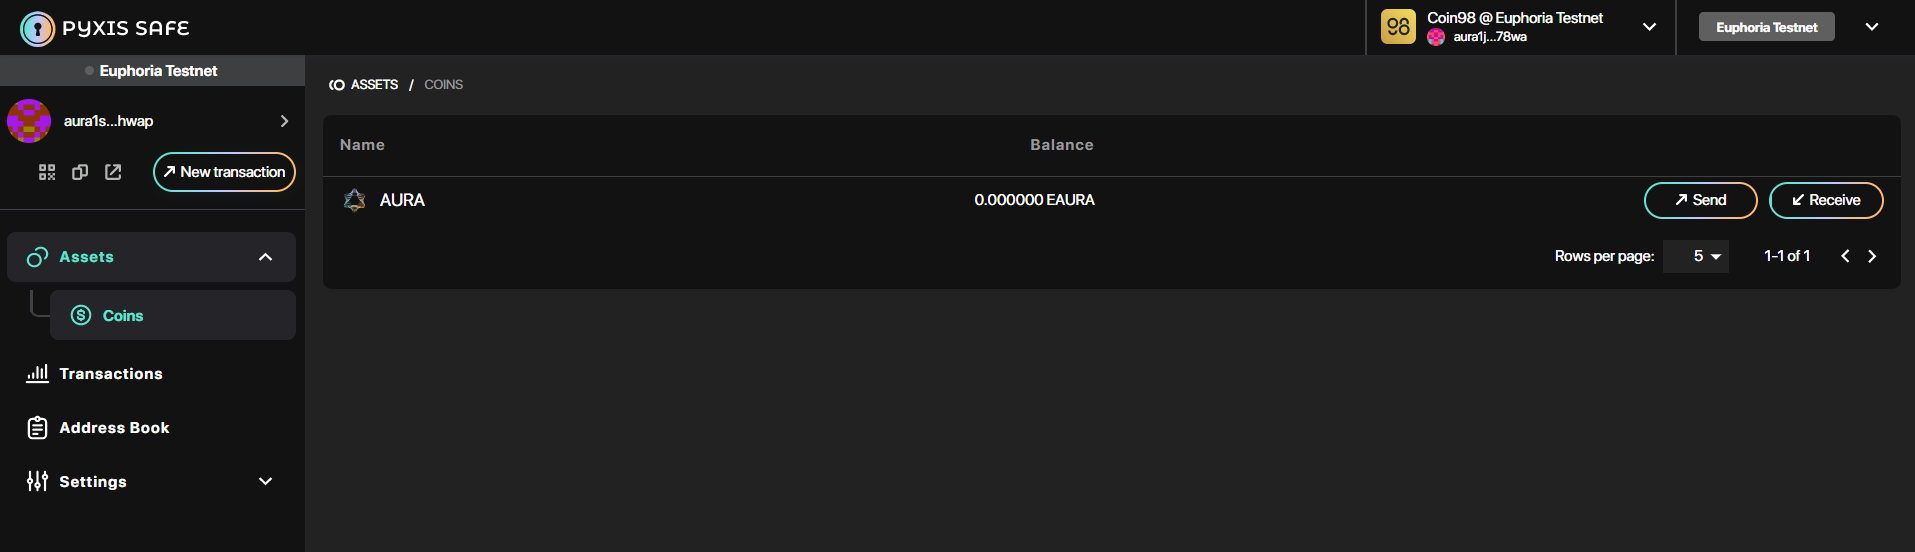 PYXIS SAFE
98
Coin98 @ Euphoria Testnet
aura1j...78wa
Euphoria Testnet
Euphoria Testnet
aura1s...hwap
New transaction
Assets
Coins
Transactions
Address Book
Settings
ASSETS / COINS
Name Balance
AURA 0.000000 EAURA Send Receive
Rows per page: 5 1-1 of 1